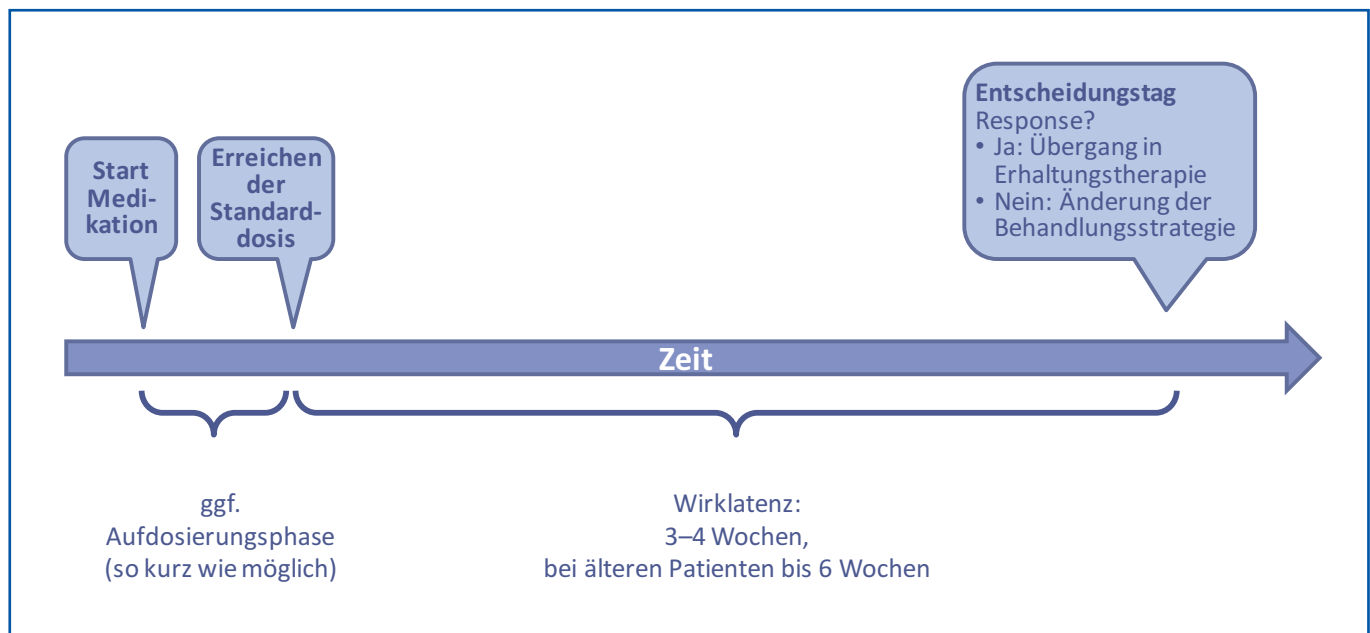 Start
Medi-
kation
Erreichen
der
Standard-
dosis
Entscheidungstag
Response?
• Ja: Übergang in
Erhaltungstherapie
• Nein: Änderung der
Behandlungsstrategie
Zeit
ggf.
Aufdosierungsphase
(so kurz wie möglich)
Wirklatenz:
3–4 Wochen,
bei älteren Patienten bis 6 Wochen